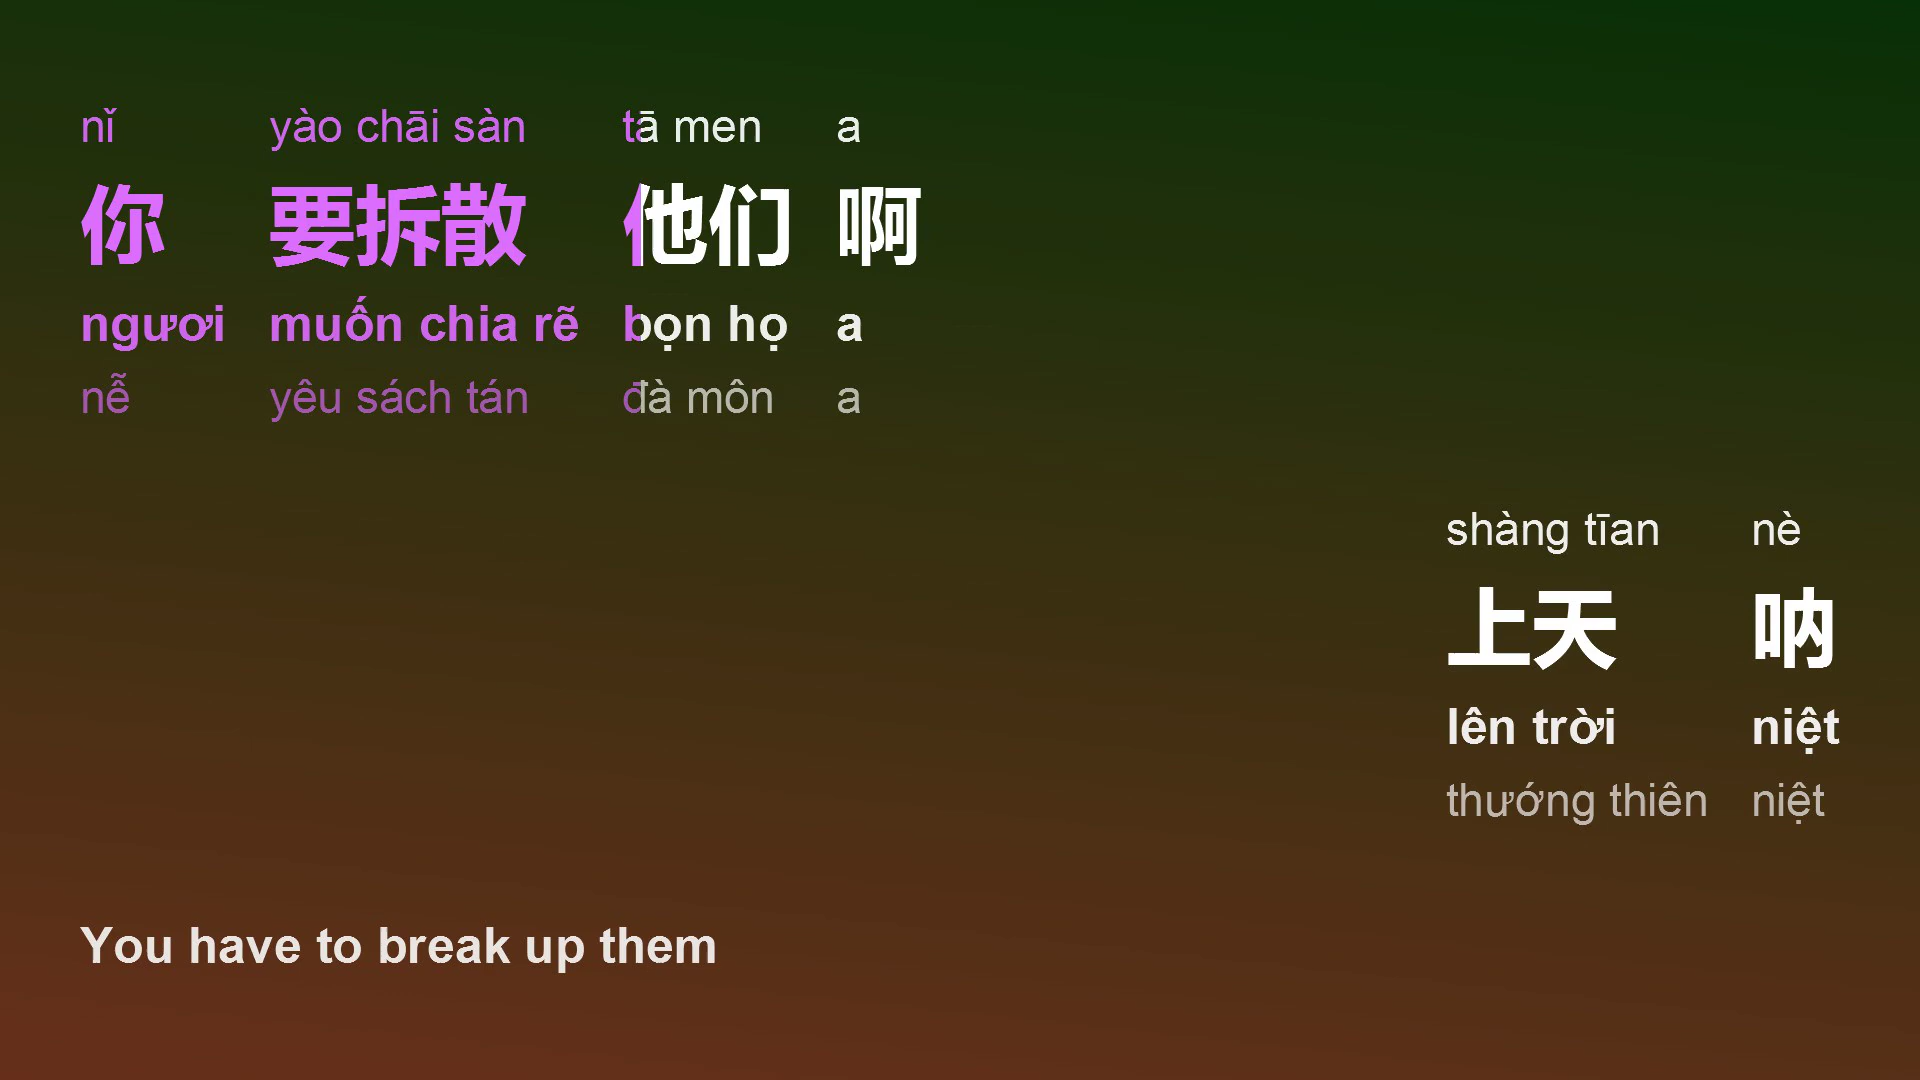 nǐ yào chāi sàn tā men a
你 要拆散 他们 啊
ngươi muốn chia rẽ bọn họ a
nễ yêu sách tán đà môn a
shàng tīan nè
上天 呐
lên trời niệt
thướng thiên niệt
You have to break up them